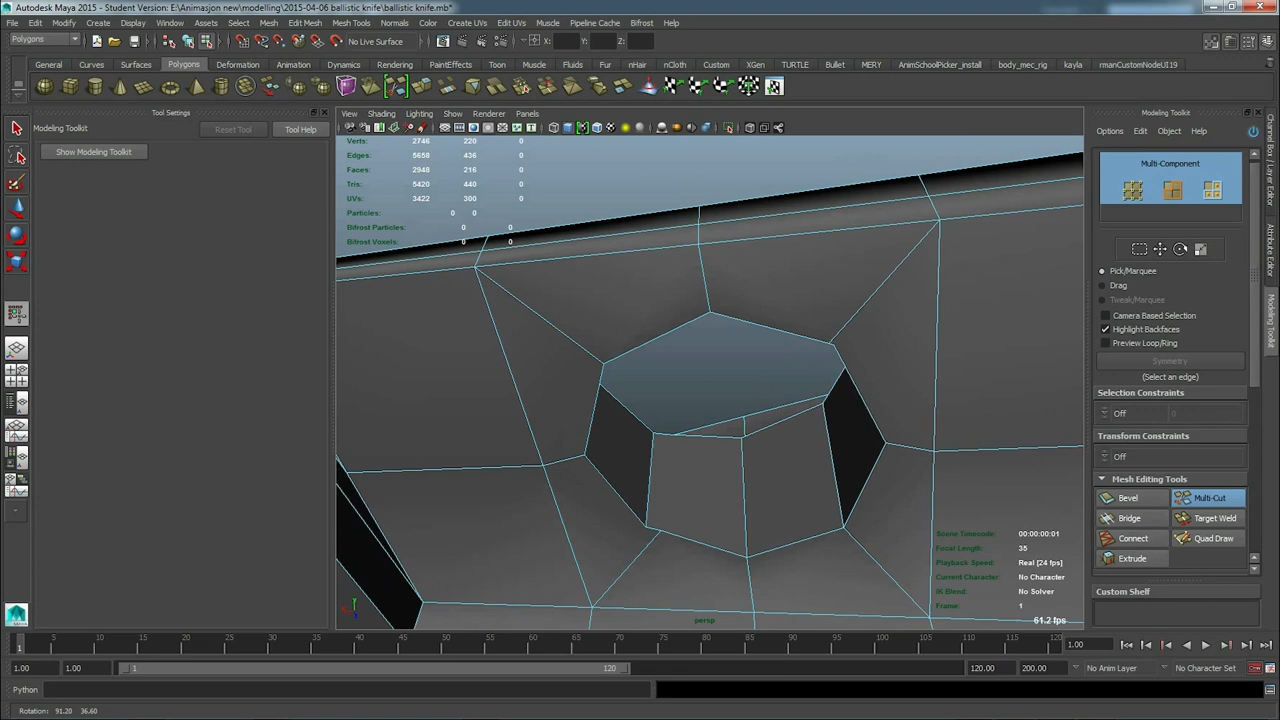 Autodesk Maya 2015 - Student Version: E:\Animasjon new\modelling\2015-04-06 ballistic knife\ballistic knife.mb*
File Edit Modify Create Display Window Assets Select Mesh Edit Mesh Mesh Tools Normals Color Create UVs Edit UVs Muscle Pipeline Cache Bifrost Help
Polygons No Live Surface X: Y: Z:
General Curves Surfaces Polygons Deformation Animation Dynamics Rendering PaintEffects Toon Muscle Fluids Fur nHair nCloth Custom XGen TURTLE Bullet MERY AnimSchoolPicker_install body_mec_rig kayla rmanCustomNodeUI19
Tool Settings
Modeling Toolkit Reset Tool Tool Help
Show Modeling Toolkit
View Shading Lighting Show Renderer Panels
Verts: 2746 220 0
Edges: 5658 436 0
Faces: 2948 216 0
Tris: 5420 440 0
UVs: 3422 300 0
Particles: 0 0
Bifrost Particles: 0 0
Bifrost Voxels: 0 0
Scene Timecode: 00:00:00:01
Focal Length: 35
Playback Speed: Real [24 fps]
Current Character: No Character
IK Blend: No Solver
Frame: 1
persp
61.2 fps
Modeling Toolkit
Options Edit Object Help
Multi-Component
Pick/Marquee
Drag
Tweak/Marquee
Camera Based Selection
Highlight Backfaces
Preview Loop/Ring
Symmetry
(Select an edge)
Selection Constraints
Off 0
Transform Constraints
Off
Mesh Editing Tools
Bevel Multi-Cut
Bridge Target Weld
Connect Quad Draw
Extrude
Custom Shelf
Channel Box / Layer Editor
Attribute Editor
Modeling Toolkit
5 10 15 20 25 30 35 40 45 50 55 60 65 70 75 80 85 90 95 100 105 110 115 120
1
1.00
1.00 1.00 1 120 120.00 200.00 No Anim Layer No Character Set
Python
Rotation: 91.20 36.60